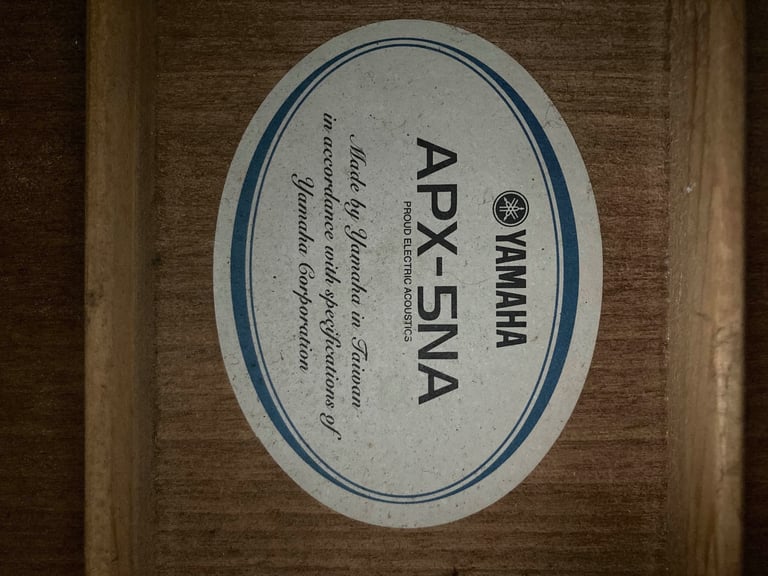 YAMAHA
APX-5NA
PROUD ELECTRIC ACOUSTICS
Made by Yamaha in Taiwan
in accordance with specifications of
Yamaha Corporation